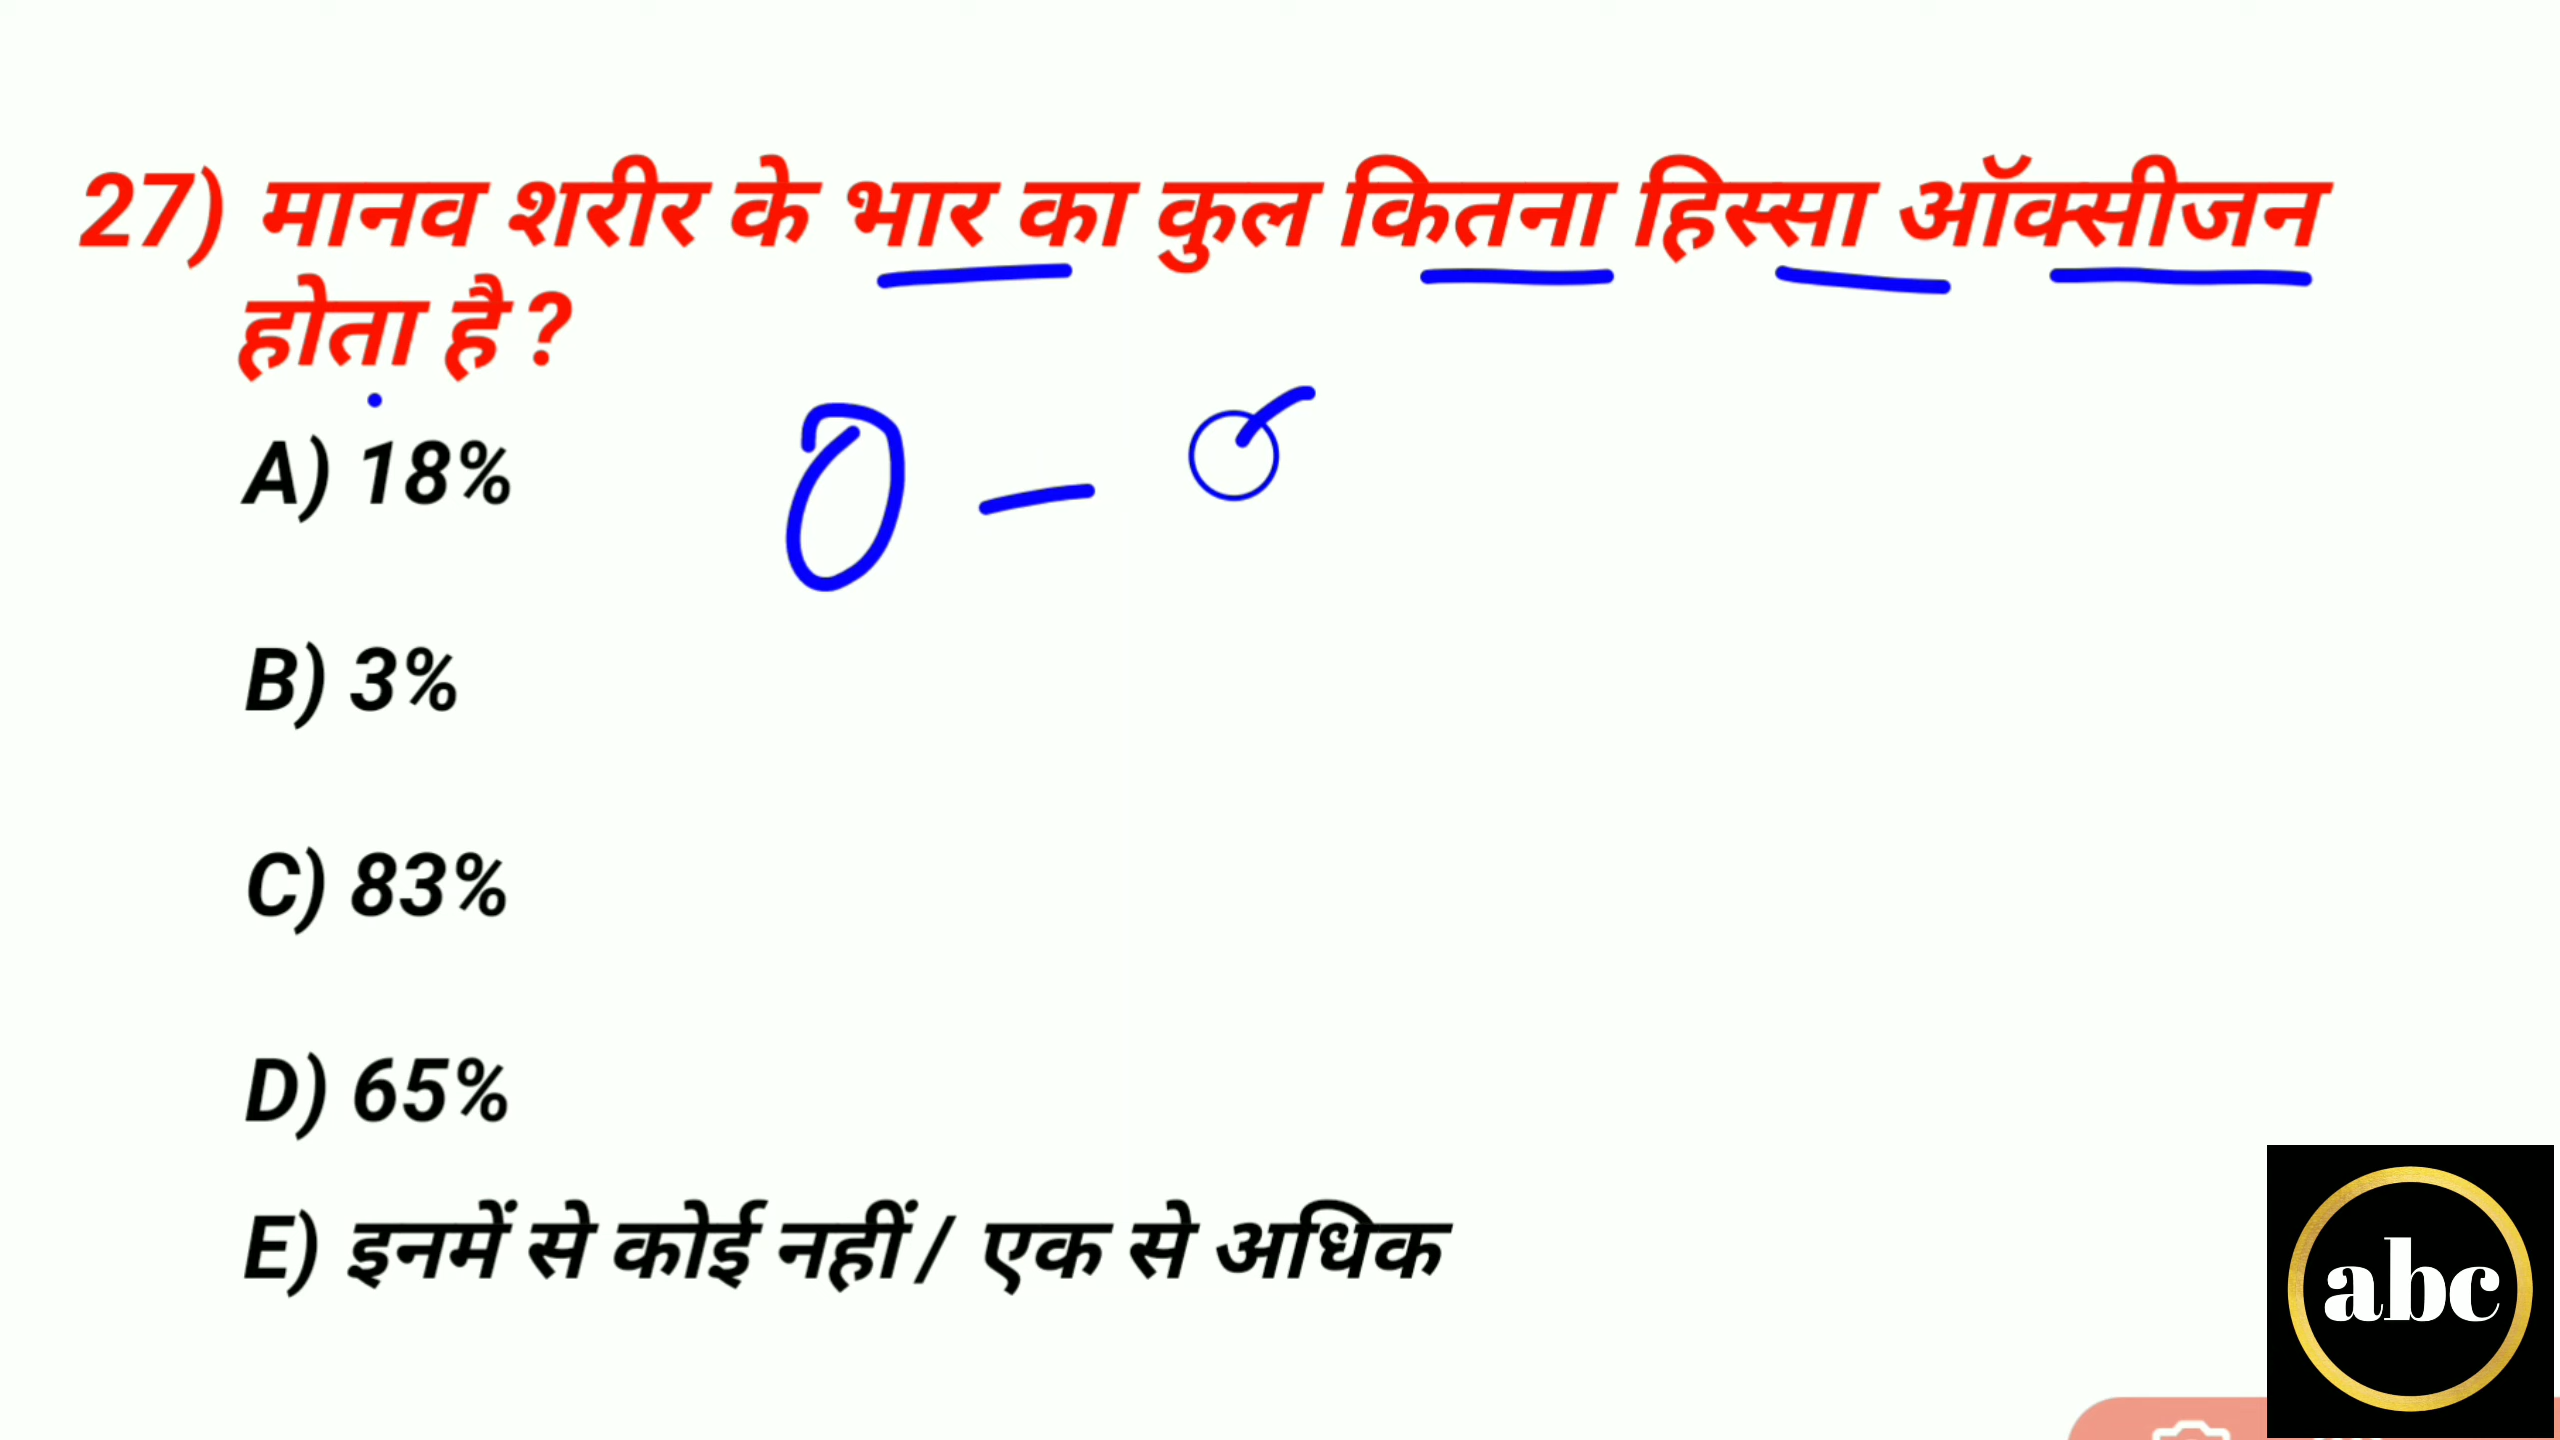 27) मानव शरीर के भार का कुल कितना हिस्सा ऑक्सीजन
होता है ?
A) 18%
O –
B) 3%
C) 83%
D) 65%
E) इनमें से कोई नहीं / एक से अधिक
abc